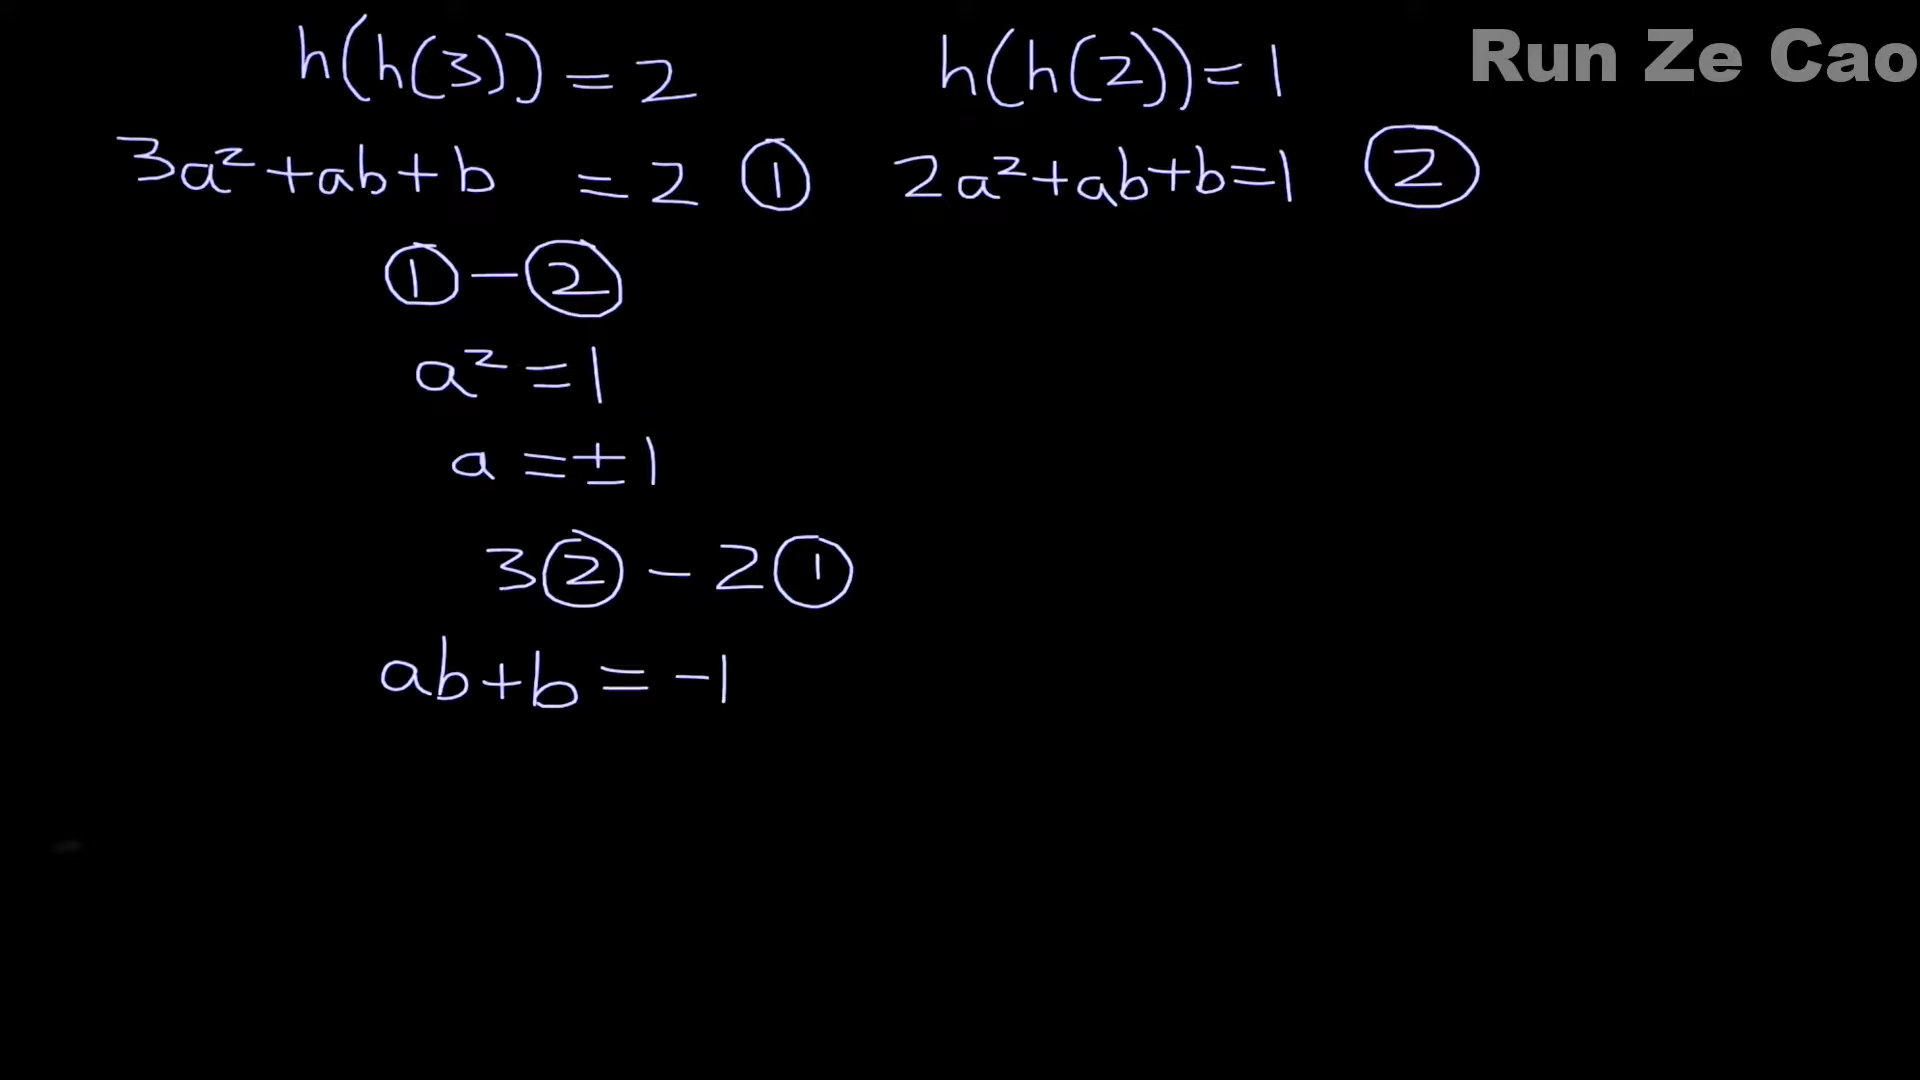 h(h(3)) = 2
h(h(2)) = 1
Run Ze Cao
3a² + ab + b = 2 ①
2a² + ab + b = 1 ②
① - ②
a² = 1
a = ± 1
3② - 2①
ab + b = -1